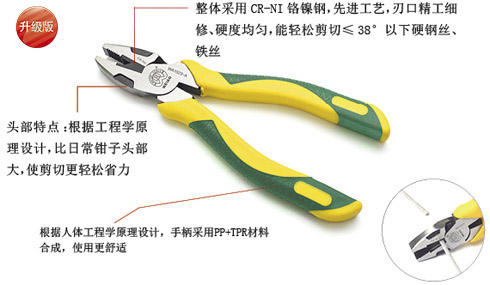 升级版
整体采用 CR-NI 铬镍钢,先进工艺,刃口精工细
修、硬度均匀,能轻松剪切≤ 38° 以下硬钢丝、
铁丝
头部特点:根据工程学原
理设计,比日常钳子头部
大,使剪切更轻松省力
根据人体工程学原理设计,手柄采用PP+TPR材料
合成,使用更舒适